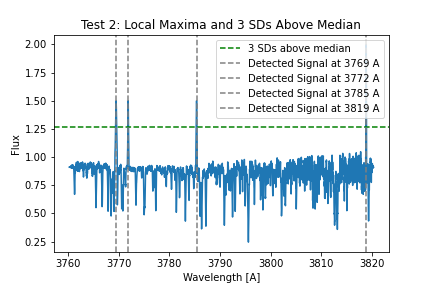 Test 2: Local Maxima and 3 SDs Above Median
2.00
1.75
1.50
1.25
1.00
0.75
0.50
0.25
Flux
3 SDs above median
Detected Signal at 3769 A
Detected Signal at 3772 A
Detected Signal at 3785 A
Detected Signal at 3819 A
3760 3770 3780 3790 3800 3810 3820
Wavelength [A]